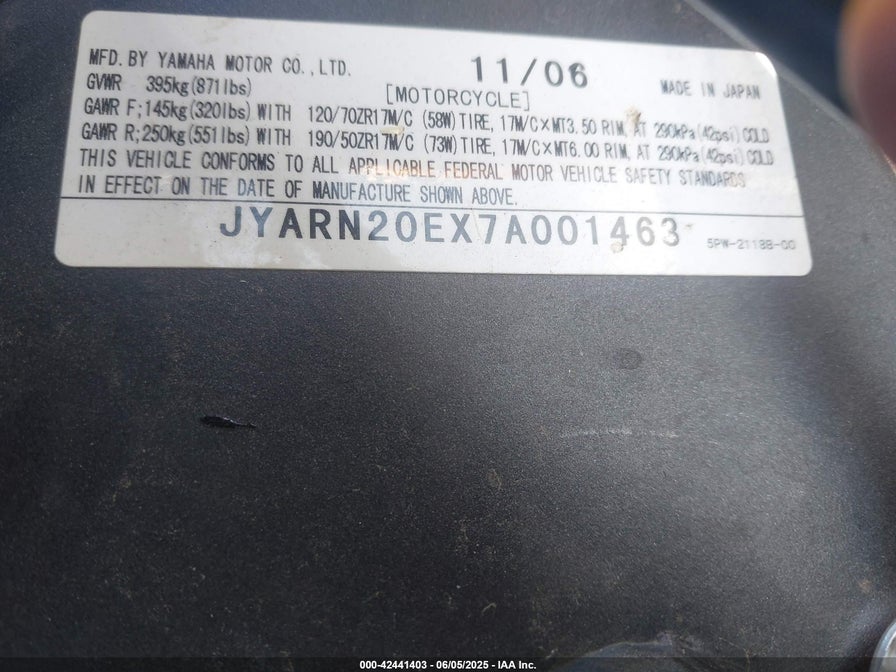 MFD. BY YAMAHA MOTOR CO., LTD. 11/06 MADE IN JAPAN
GVWR 395kg(871lbs) [MOTORCYCLE]
GAWR F;145kg(320lbs)WITH 120/70ZR17M/C (58W)TIRE, 17M/C×MT3.50 RIM, AT 290kPa(42psi)COLD
GAWR R;250kg(551lbs)WITH 190/50ZR17M/C (73W)TIRE, 17M/C×MT6.00 RIM, AT 290kPa(42psi)COLD
THIS VEHICLE CONFORMS TO ALL APPLICABLE FEDERAL MOTOR VEHICLE SAFETY STANDARDS
IN EFFECT ON THE DATE OF MANUFACTURE SHOWN ABOVE.
JYARN20EX7A001463 5PW-2118B-00
000-42441403 - 06/05/2025 - IAA Inc.